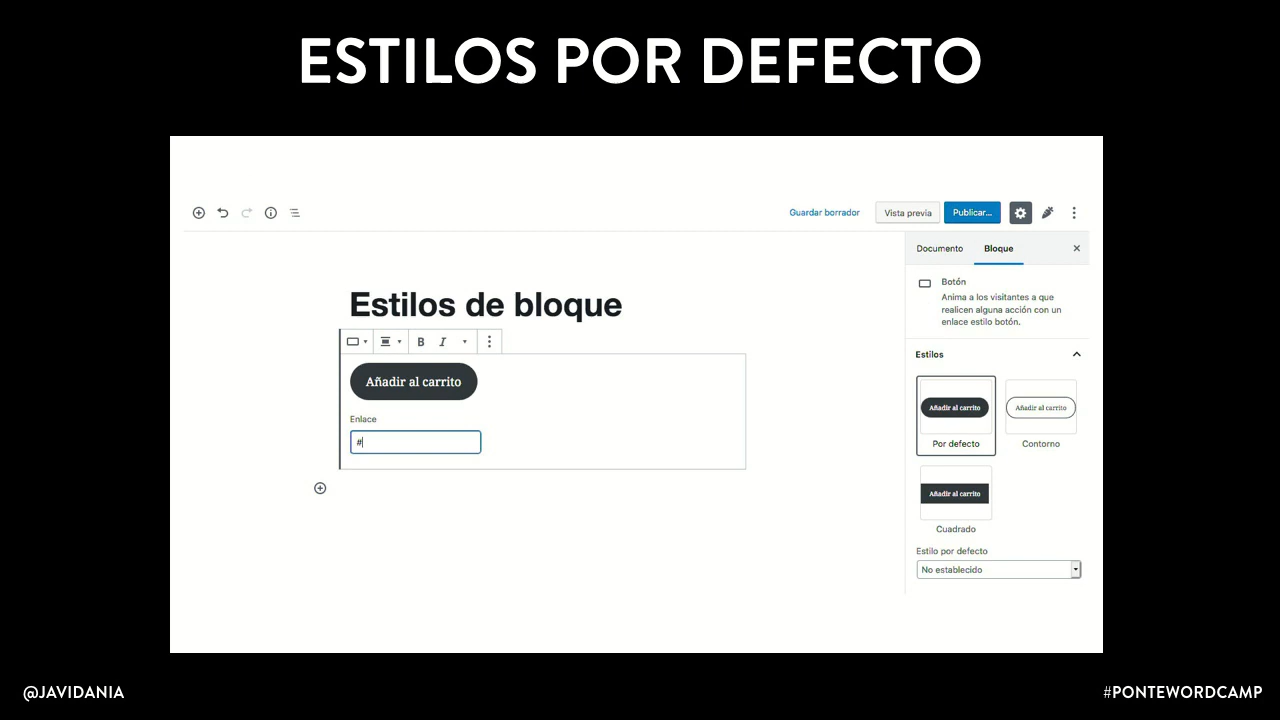 ESTILOS POR DEFECTO
Guardar borrador
Vista previa
Publicar...
Documento
Bloque
Botón
Anima a los visitantes a que
realicen alguna acción con un
enlace estilo botón.
Estilos de bloque
B I
Añadir al carrito
Enlace
#
Estilos
Añadir al carrito
Por defecto
Añadir al carrito
Contorno
Añadir al carrito
Cuadrado
Estilo por defecto
No establecido
@JAVIDANIA
#PONTEWORDCAMP